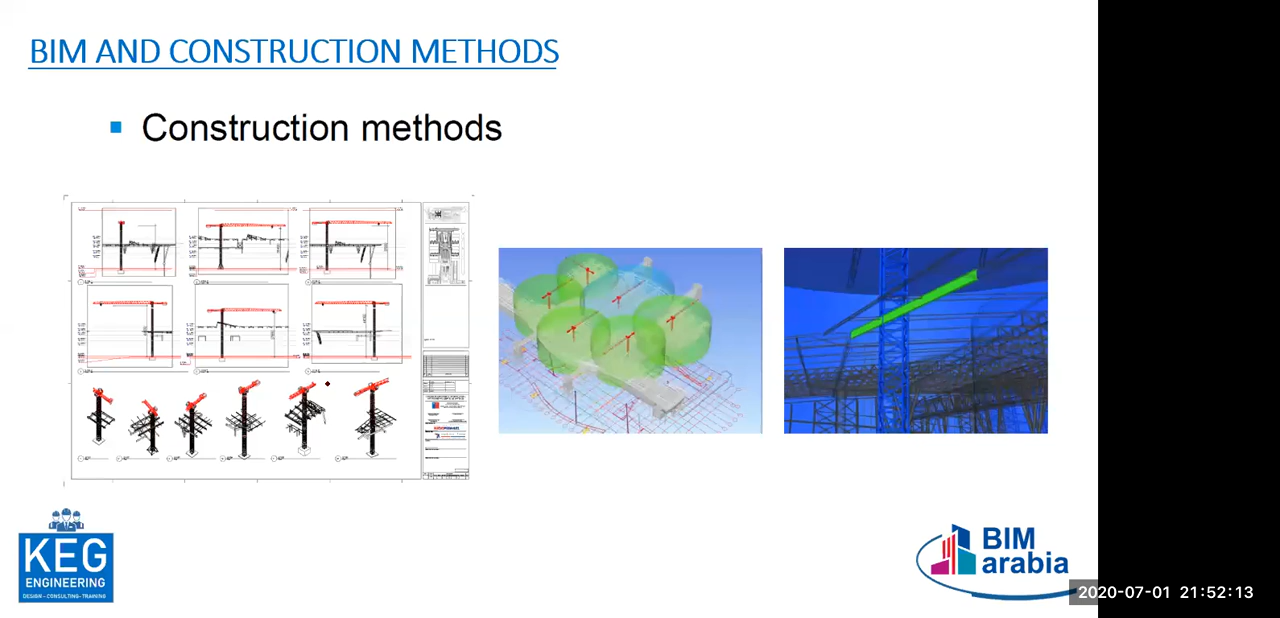 BIM AND CONSTRUCTION METHODS
▪ Construction methods
KEG
ENGINEERING
DESIGN – CONSULTING – TRAINING
BIM
arabia
2020-07-01 21:52:13